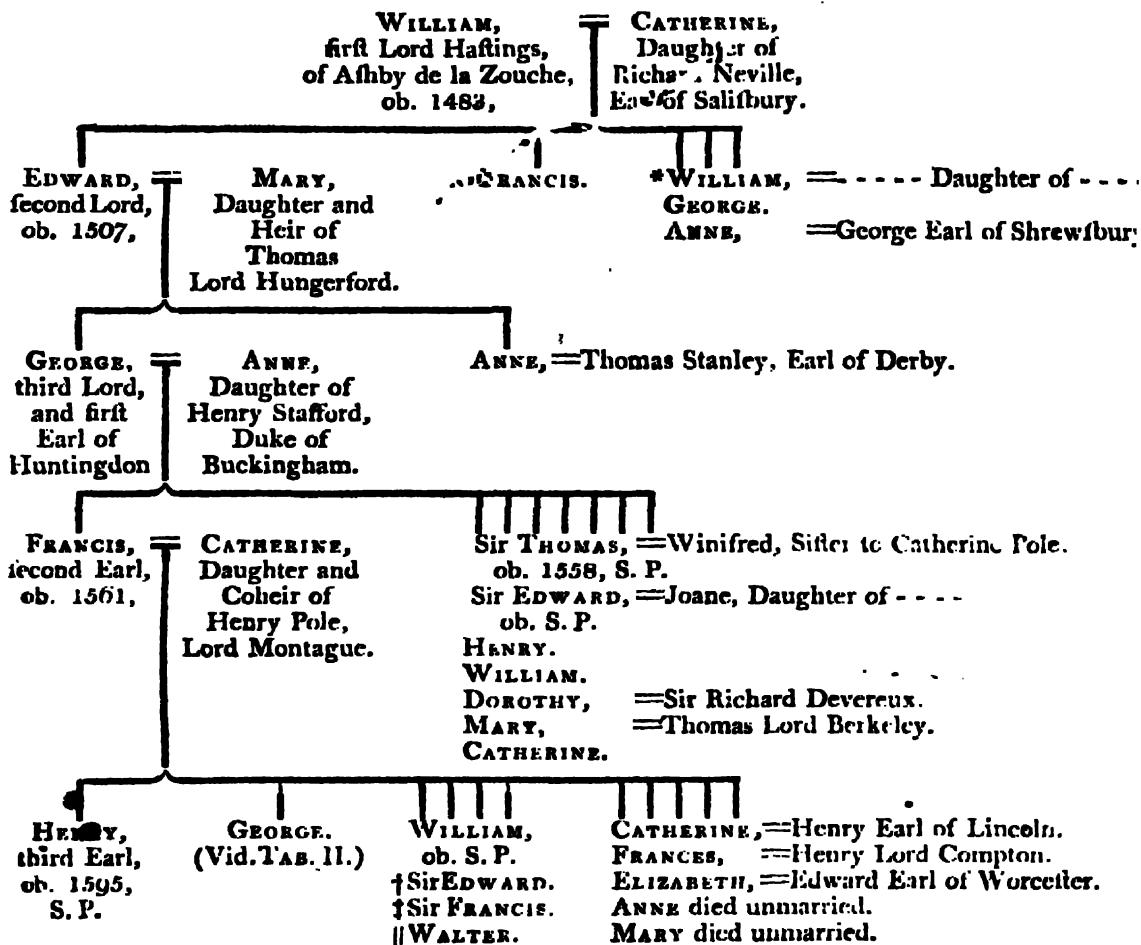 WILLIAM,
firſt Lord Haſtings,
of Aſhby de la Zouche,
ob. 1483,
CATHERINE,
Daughter of
Richard Neville,
Earl of Saliſbury.
EDWARD,
ſecond Lord,
ob. 1507,
MARY,
Daughter and
Heir of
Thomas
Lord Hungerford.
FRANCIS.
*WILLIAM, =- - - - - Daughter of - - - -
GEORGE.
ANNE, =George Earl of Shrewſbury
GEORGE,
third Lord,
and firſt
Earl of
Huntingdon
ANNE,
Daughter of
Henry Stafford,
Duke of
Buckingham.
ANNE, =Thomas Stanley, Earl of Derby.
FRANCIS,
ſecond Earl,
ob. 1561,
CATHERINE,
Daughter and
Coheir of
Henry Pole,
Lord Montague.
Sir THOMAS, =Winifred, Siſter to Catherine Pole.
ob. 1558, S. P.
Sir EDWARD, =Joane, Daughter of - - - -
ob. S. P.
HENRY.
WILLIAM.
DOROTHY, =Sir Richard Devereux.
MARY, =Thomas Lord Berkeley.
CATHERINE.
HENRY,
third Earl,
ob. 1595,
S. P.
GEORGE.
(Vid. TAB. II.)
WILLIAM,
ob. S. P.
†Sir EDWARD.
‡Sir FRANCIS.
||WALTER.
CATHERINE, =Henry Earl of Lincoln.
FRANCES, =Henry Lord Compton.
ELIZABETH, =Edward Earl of Worceſter.
ANNE died unmarried.
MARY died unmarried.